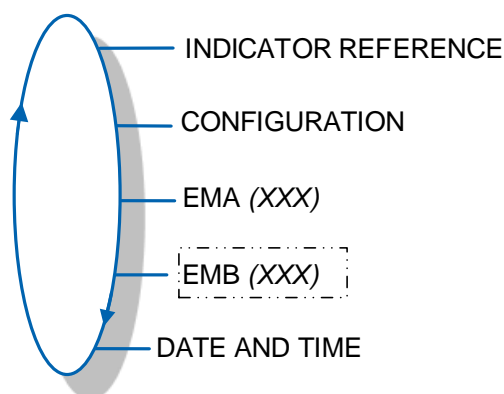 INDICATOR REFERENCE
CONFIGURATION
EMA (XXX)
EMB (XXX)
DATE AND TIME